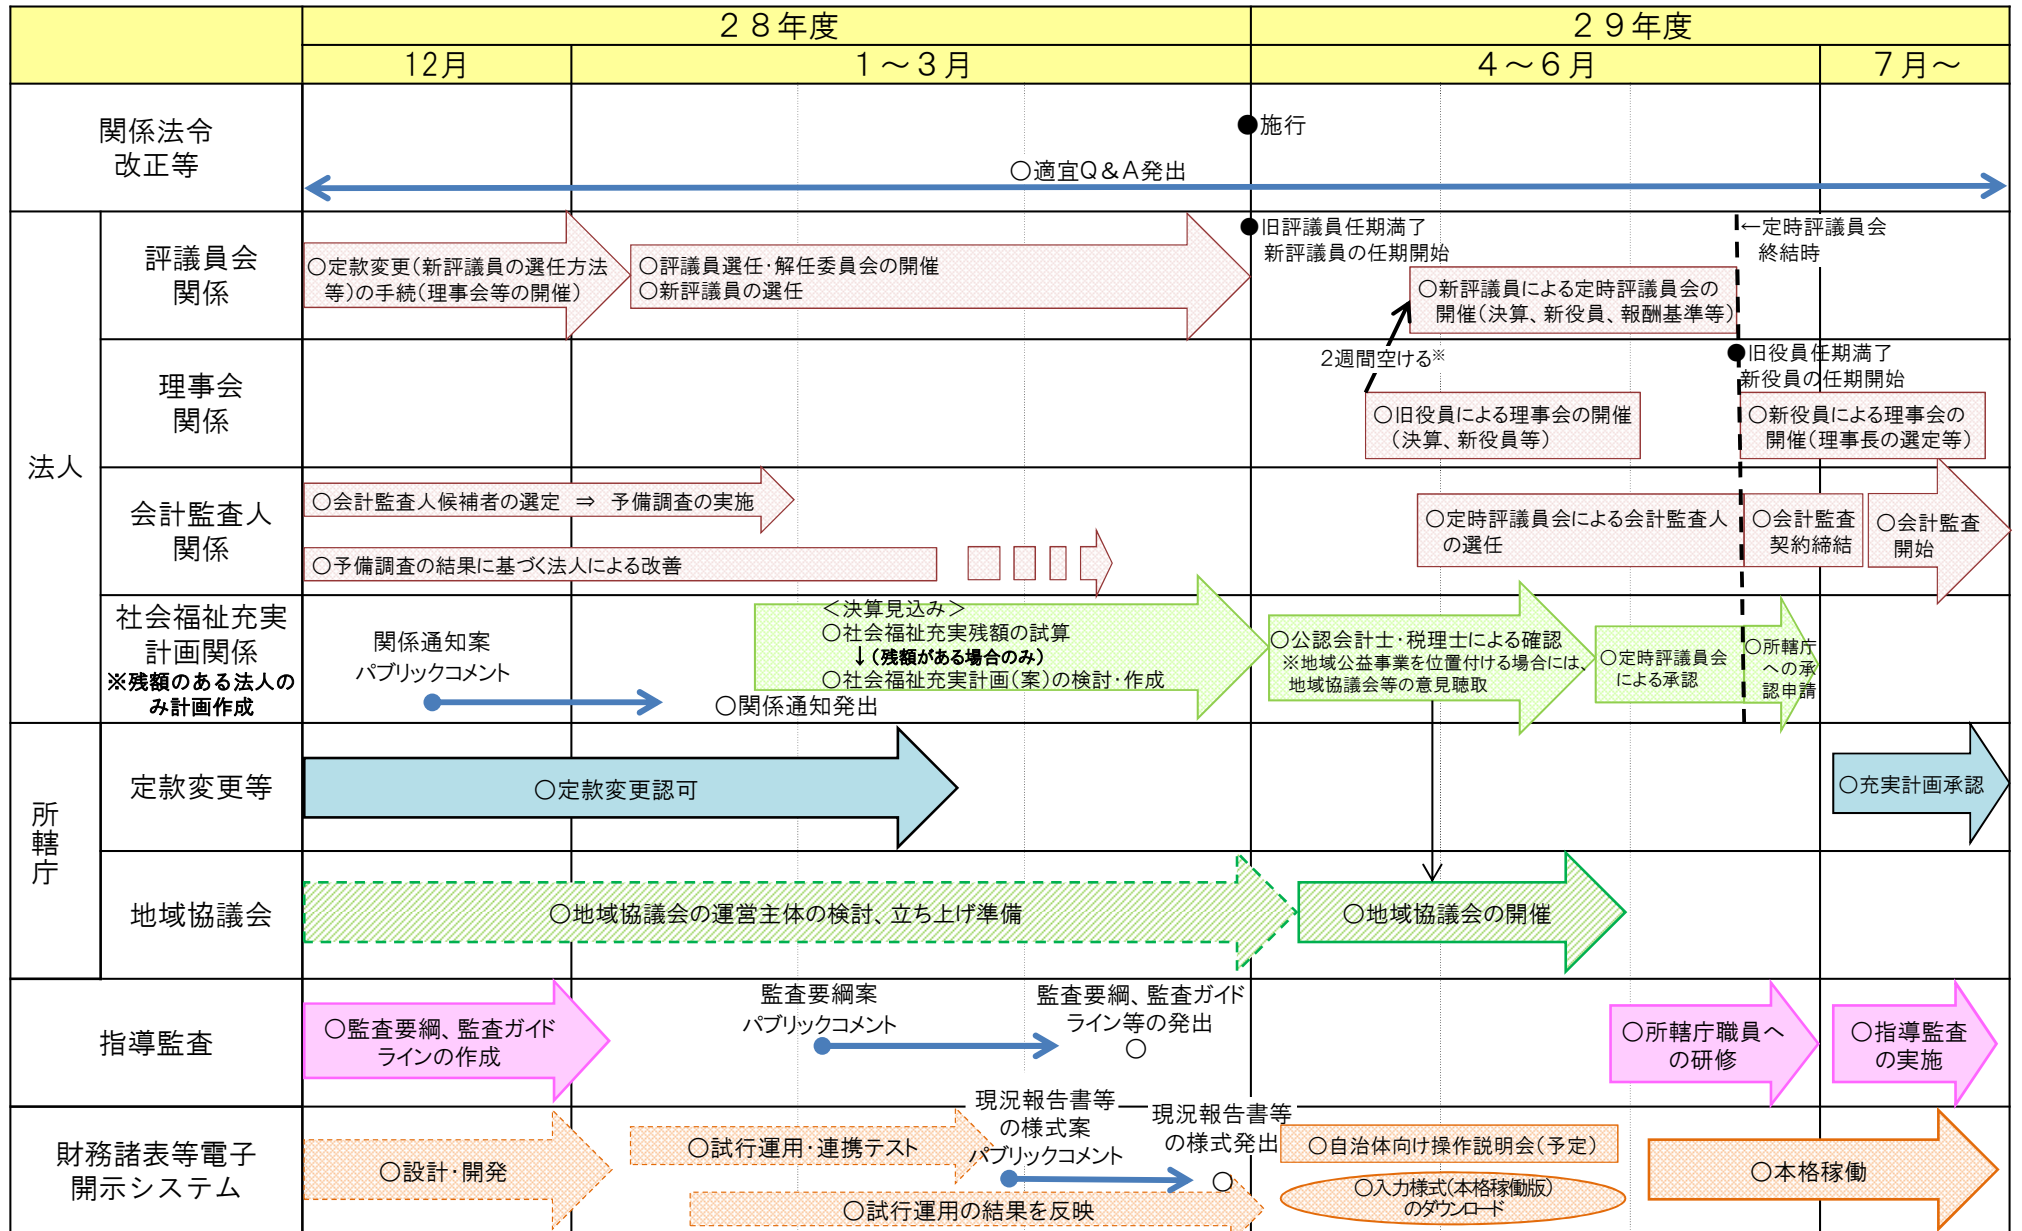 ２８年度
２９年度
12月
１～３月
４～６月
７月～
関係法令
改正等
●施行
○適宜Q＆A発出
法人
評議員会
関係
○定款変更（新評議員の選任方法
等）の手続（理事会等の開催）
○評議員選任・解任委員会の開催
○新評議員の選任
●旧評議員任期満了
新評議員の任期開始
←定時評議員会
終結時
○新評議員による定時評議員会の
開催（決算、新役員、報酬基準等）
理事会
関係
2週間空ける※
●旧役員任期満了
新役員の任期開始
○旧役員による理事会の開催
（決算、新役員等）
○新役員による理事会の
開催（理事長の選定等）
会計監査人
関係
○会計監査人候補者の選定　⇒　予備調査の実施
○予備調査の結果に基づく法人による改善
○定時評議員会による会計監査人
の選任
○会計監査
契約締結
○会計監査
開始
社会福祉充実
計画関係
※残額のある法人の
み計画作成
関係通知案
パブリックコメント
○関係通知発出
＜決算見込み＞
○社会福祉充実残額の試算
↓（残額がある場合のみ）
○社会福祉充実計画（案）の検討・作成
○公認会計士・税理士による確認
※地域公益事業を位置付ける場合には、
地域協議会等の意見聴取
○定時評議員会
による承認
○所轄庁
への承
認申請
所轄庁
定款変更等
○定款変更認可
○充実計画承認
地域協議会
○地域協議会の運営主体の検討、立ち上げ準備
○地域協議会の開催
指導監査
○監査要綱、監査ガイド
ラインの作成
監査要綱案
パブリックコメント
監査要綱、監査ガイド
ライン等の発出
○
○所轄庁職員へ
の研修
○指導監査
の実施
財務諸表等電子
開示システム
○設計・開発
○試行運用・連携テスト
現況報告書等
の様式案
パブリックコメント
現況報告書等
の様式発出
○
○試行運用の結果を反映
○自治体向け操作説明会（予定）
○入力様式（本格稼働版）
のダウンロード
○本格稼働